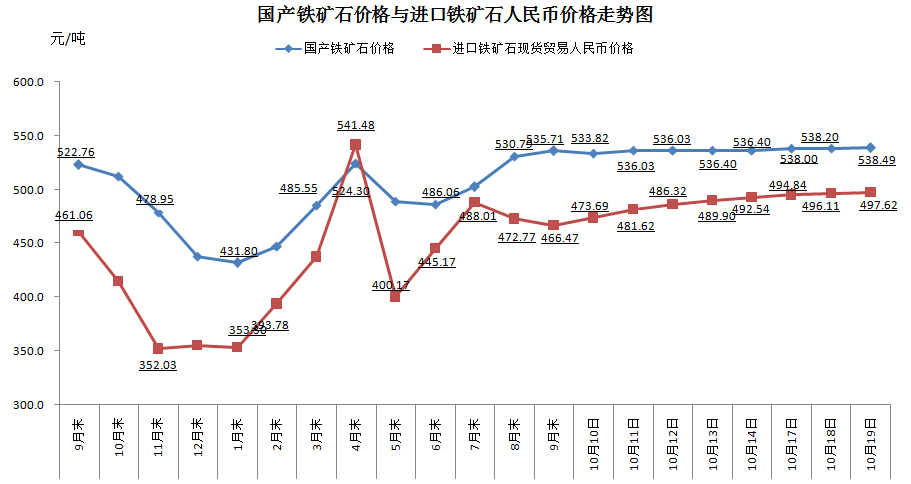 国产铁矿石价格与进口铁矿石人民币价格走势图
元/吨
国产铁矿石价格 进口铁矿石现货贸易人民币价格
600.0
550.0
500.0
450.0
400.0
350.0
300.0
522.76
478.95
431.80
485.55
524.30
486.06
530.79
535.71
533.82
536.03
536.03
536.40
536.40
538.00
538.20
538.49
461.06
352.03
353.50
393.78
541.48
400.17
445.17
488.01
472.77
466.47
473.69
481.62
486.32
489.90
492.54
494.84
496.11
497.62
9月末
10月末
11月末
12月末
1月末
2月末
3月末
4月末
5月末
6月末
7月末
8月末
9月末
10月10日
10月11日
10月12日
10月13日
10月14日
10月17日
10月18日
10月19日